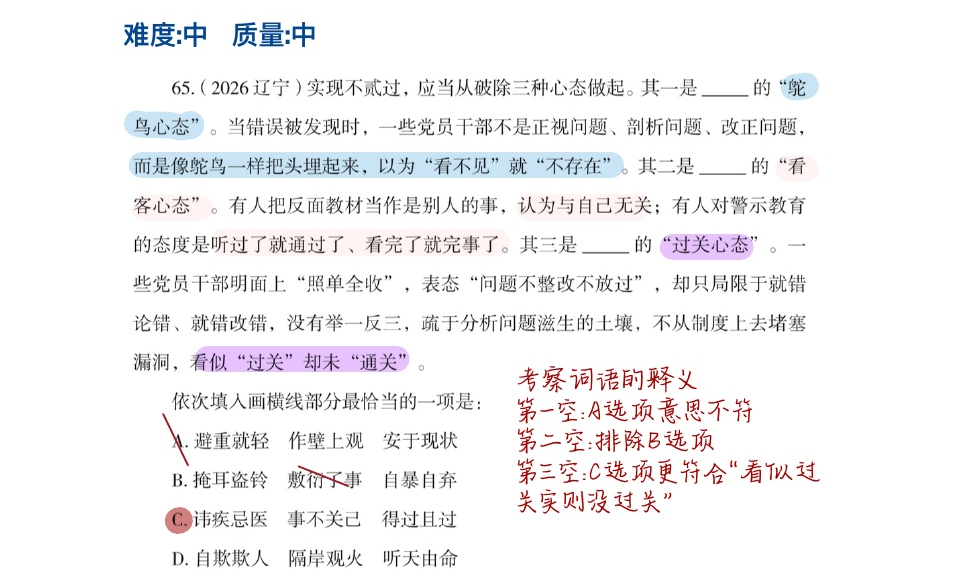 难度:中 质量:中
65.(2026 辽宁)实现不贰过，应当从破除三种心态做起。其一是_____的“鸵
鸟心态”。当错误被发现时，一些党员干部不是正视问题、剖析问题、改正问题，
而是像鸵鸟一样把头埋起来，以为“看不见”就“不存在”。其二是_____的“看
客心态”。有人把反面教材当作是别人的事，认为与自己无关；有人对警示教育
的态度是听过了就通过了、看完了就完事了。其三是_____的“过关心态”。一
些党员干部明面上“照单全收”，表态“问题不整改不放过”，却只局限于就错
论错、就错改错，没有举一反三，疏于分析问题滋生的土壤，不从制度上去堵塞
漏洞，看似“过关”却未“通关”。
依次填入画横线部分最恰当的一项是：
A. 避重就轻 作壁上观 安于现状
B. 掩耳盗铃 敷衍了事 自暴自弃
C. 讳疾忌医 事不关己 得过且过
D. 自欺欺人 隔岸观火 听天由命
考察词语的释义
第一空:A选项意思不符
第二空:排除B选项
第三空:C选项更符合“看似过
关实则没过关”